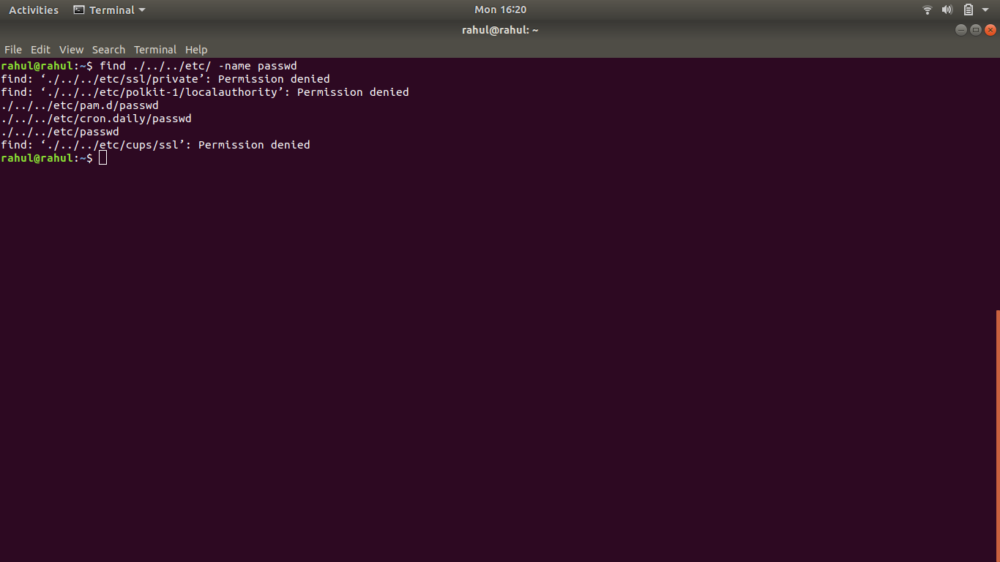 Activities Terminal Mon 16:20
rahul@rahul: ~
File Edit View Search Terminal Help
rahul@rahul:~$ find ./../../etc/ -name passwd
find: ‘./../../etc/ssl/private’: Permission denied
find: ‘./../../etc/polkit-1/localauthority’: Permission denied
./../../etc/pam.d/passwd
./../../etc/cron.daily/passwd
./../../etc/passwd
find: ‘./../../etc/cups/ssl’: Permission denied
rahul@rahul:~$